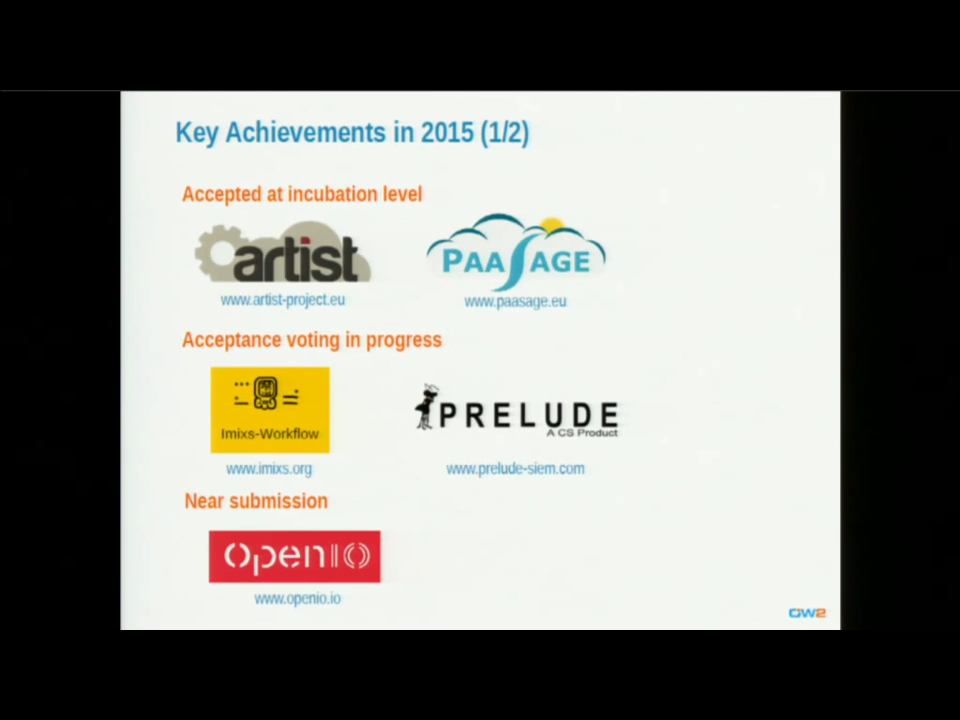 Key Achievements in 2015 (1/2)
Accepted at incubation level
artist
PAASAGE
www.artist-project.eu
www.paasage.eu
Acceptance voting in progress
Imixs-Workflow
PRELUDE
A CS Product
www.imixs.org
www.prelude-siem.com
Near submission
OpenIO
www.openio.io
OW2